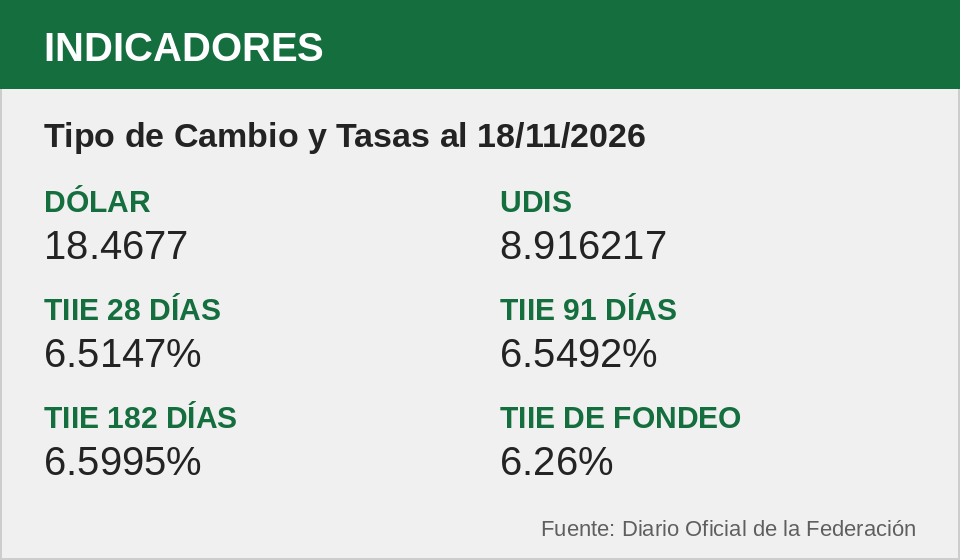 INDICADORES
Tipo de Cambio y Tasas al 18/11/2026
DÓLAR
18.4677
UDIS
8.916217
TIIE 28 DÍAS
6.5147%
TIIE 91 DÍAS
6.5492%
TIIE 182 DÍAS
6.5995%
TIIE DE FONDEO
6.26%
Fuente: Diario Oficial de la Federación